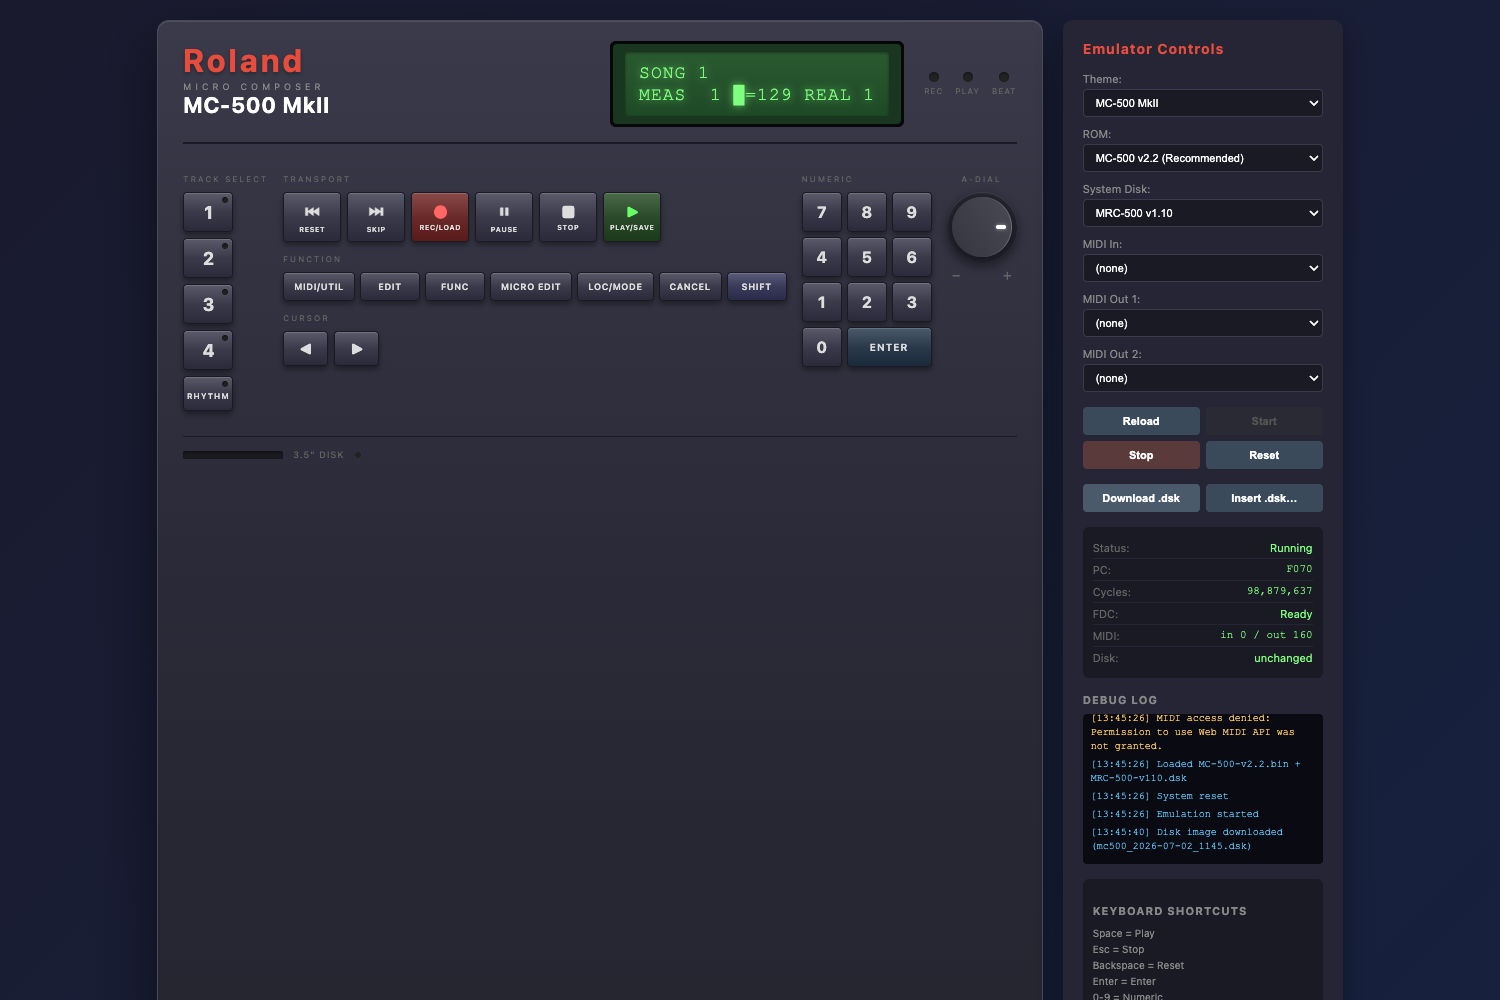 Roland
MICRO COMPOSER
MC-500 MkII
SONG 1
MEAS 1 =129 REAL 1
REC PLAY BEAT
TRACK SELECT
1
2
3
4
RHYTHM
TRANSPORT
RESET
SKIP
REC/LOAD
PAUSE
STOP
PLAY/SAVE
FUNCTION
MIDI/UTIL
EDIT
FUNC
MICRO EDIT
LOC/MODE
CANCEL
SHIFT
CURSOR
NUMERIC
7 8 9
4 5 6
1 2 3
0 ENTER
A-DIAL
− +
3.5" DISK
Emulator Controls
Theme:
MC-500 MkII
ROM:
MC-500 v2.2 (Recommended)
System Disk:
MRC-500 v1.10
MIDI In:
(none)
MIDI Out 1:
(none)
MIDI Out 2:
(none)
Reload
Start
Stop
Reset
Download .dsk
Insert .dsk...
Status: Running
PC: F070
Cycles: 98,879,637
FDC: Ready
MIDI: in 0 / out 160
Disk: unchanged
DEBUG LOG
[13:45:26] MIDI access denied:
Permission to use Web MIDI API was
not granted.
[13:45:26] Loaded MC-500-v2.2.bin +
MRC-500-v110.dsk
[13:45:26] System reset
[13:45:26] Emulation started
[13:45:40] Disk image downloaded
(mc500_2026-07-02_1145.dsk)
KEYBOARD SHORTCUTS
Space = Play
Esc = Stop
Backspace = Reset
Enter = Enter
0-9 = Numeric